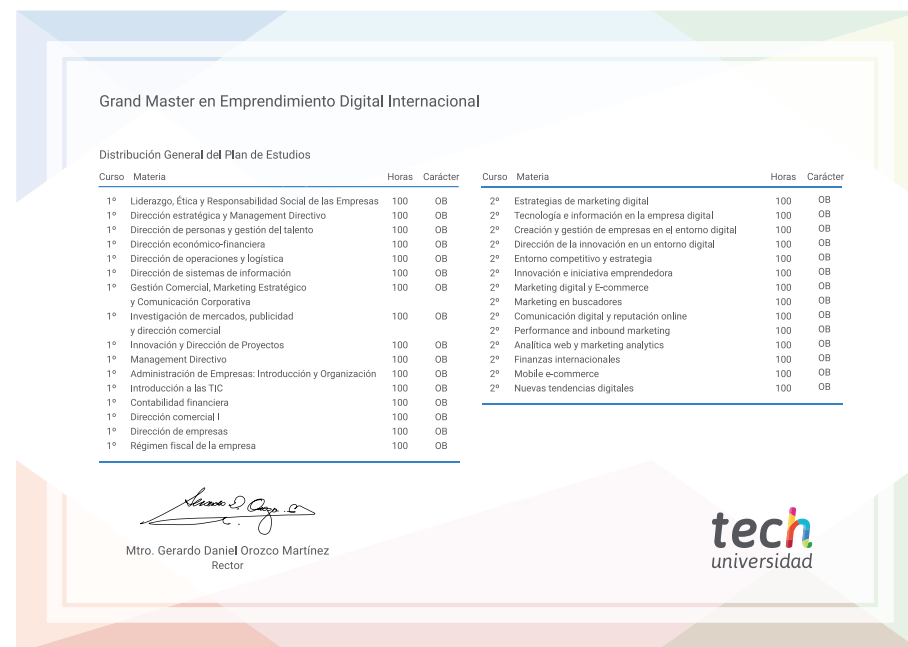 Grand Master en Emprendimiento Digital Internacional
Distribución General del Plan de Estudios
Curso Materia Horas Carácter
1º Liderazgo, Ética y Responsabilidad Social de las Empresas 100 OB
1º Dirección estratégica y Management Directivo 100 OB
1º Dirección de personas y gestión del talento 100 OB
1º Dirección económico-financiera 100 OB
1º Dirección de operaciones y logística 100 OB
1º Dirección de sistemas de información 100 OB
1º Gestión Comercial, Marketing Estratégico 100 OB
y Comunicación Corporativa
1º Investigación de mercados, publicidad 100 OB
y dirección comercial
1º Innovación y Dirección de Proyectos 100 OB
1º Management Directivo 100 OB
1º Administración de Empresas: Introducción y Organización 100 OB
1º Introducción a las TIC 100 OB
1º Contabilidad financiera 100 OB
1º Dirección comercial I 100 OB
1º Dirección de empresas 100 OB
1º Régimen fiscal de la empresa 100 OB
Curso Materia Horas Carácter
2º Estrategias de marketing digital 100 OB
2º Tecnología e información en la empresa digital 100 OB
2º Creación y gestión de empresas en el entorno digital 100 OB
2º Dirección de la innovación en un entorno digital 100 OB
2º Entorno competitivo y estrategia 100 OB
2º Innovación e iniciativa emprendedora 100 OB
2º Marketing digital y E-commerce 100 OB
2º Marketing en buscadores 100 OB
2º Comunicación digital y reputación online 100 OB
2º Performance and inbound marketing 100 OB
2º Analítica web y marketing analytics 100 OB
2º Finanzas internacionales 100 OB
2º Mobile e-commerce 100 OB
2º Nuevas tendencias digitales 100 OB
Mtro. Gerardo Daniel Orozco Martínez
Rector
tech
universidad